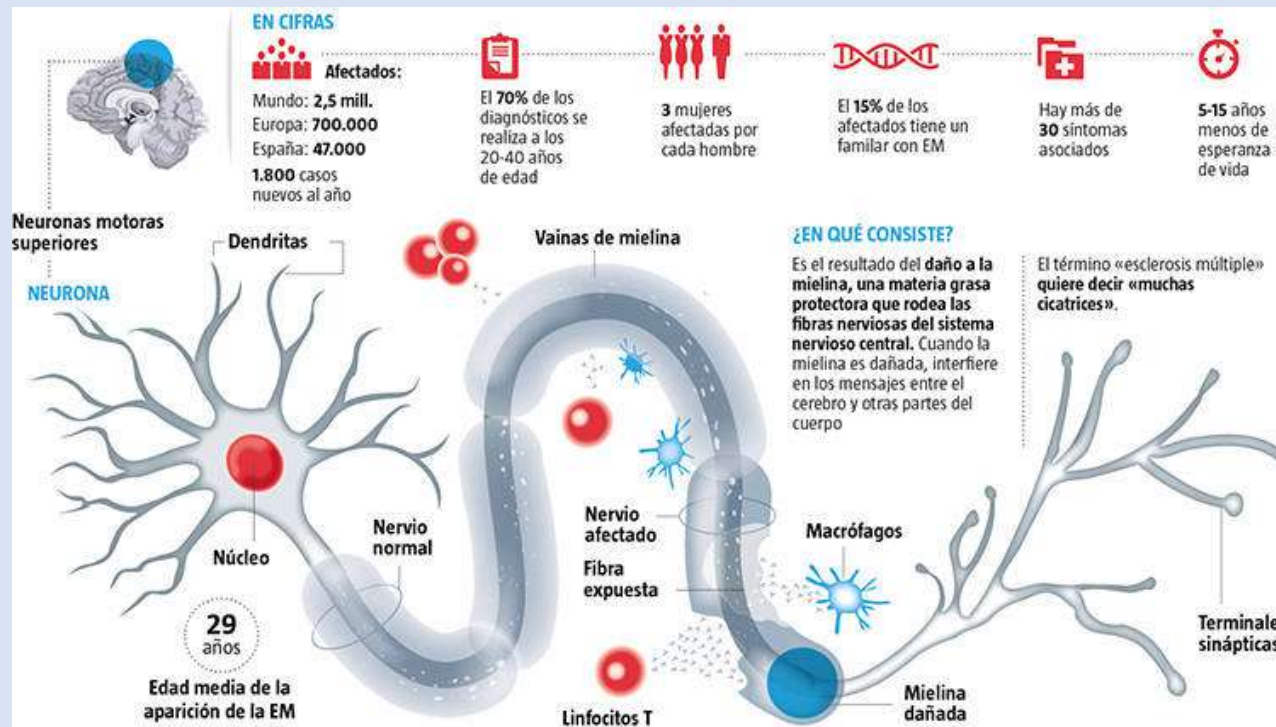 EN CIFRAS
Afectados:
Mundo: 2,5 mill.
Europa: 700.000
España: 47.000
1.800 casos
nuevos al año
El 70% de los
diagnósticos se
realiza a los
20-40 años
de edad
3 mujeres
afectadas por
cada hombre
El 15% de los
afectados tiene un
familar con EM
Hay más de
30 síntomas
asociados
5-15 años
menos de
esperanza
de vida
Neuronas motoras
superiores
NEURONA
Dendritas
Vainas de mielina
¿EN QUÉ CONSISTE?
Es el resultado del daño a la
mielina, una materia grasa
protectora que rodea las
fibras nerviosas del sistema
nervioso central. Cuando la
mielina es dañada, interfiere
en los mensajes entre el
cerebro y otras partes del
cuerpo
El término «esclerosis múltiple»
quiere decir «muchas
cicatrices».
Núcleo
Nervio
normal
Nervio
afectado
Fibra
expuesta
Macrófagos
Terminale
sinápticas
29
años
Edad media de la
aparición de la EM
Linfocitos T
Mielina
dañada